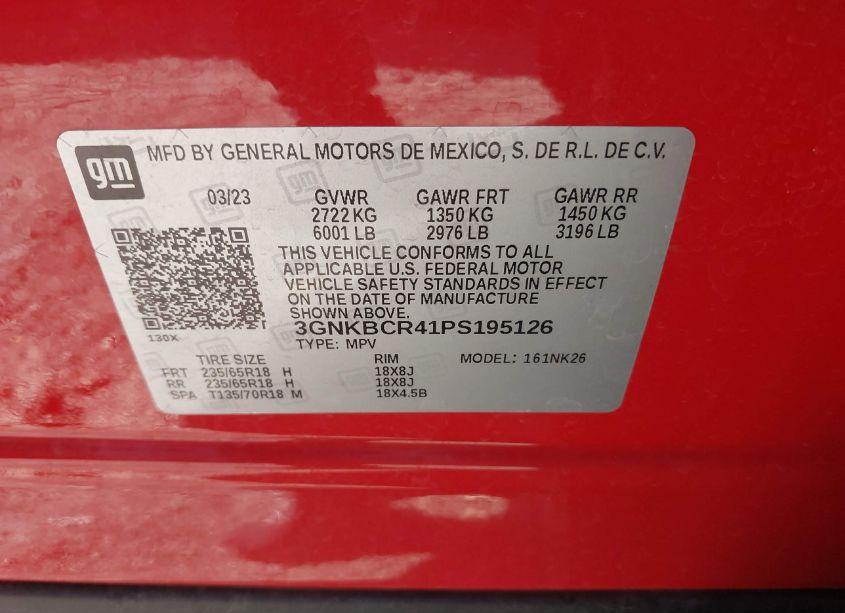 gm
MFD BY GENERAL MOTORS DE MEXICO, S. DE R.L. DE C.V.
03/23 GVWR GAWR FRT GAWR RR
2722 KG 1350 KG 1450 KG
6001 LB 2976 LB 3196 LB
THIS VEHICLE CONFORMS TO ALL
APPLICABLE U.S. FEDERAL MOTOR
VEHICLE SAFETY STANDARDS IN EFFECT
ON THE DATE OF MANUFACTURE
SHOWN ABOVE.
3GNKBCR41PS195126
130X
TYPE: MPV
TIRE SIZE RIM MODEL: 161NK26
FRT 235/65R18 H 18X8J
RR 235/65R18 H 18X8J
SPA T135/70R18 M 18X4.5B